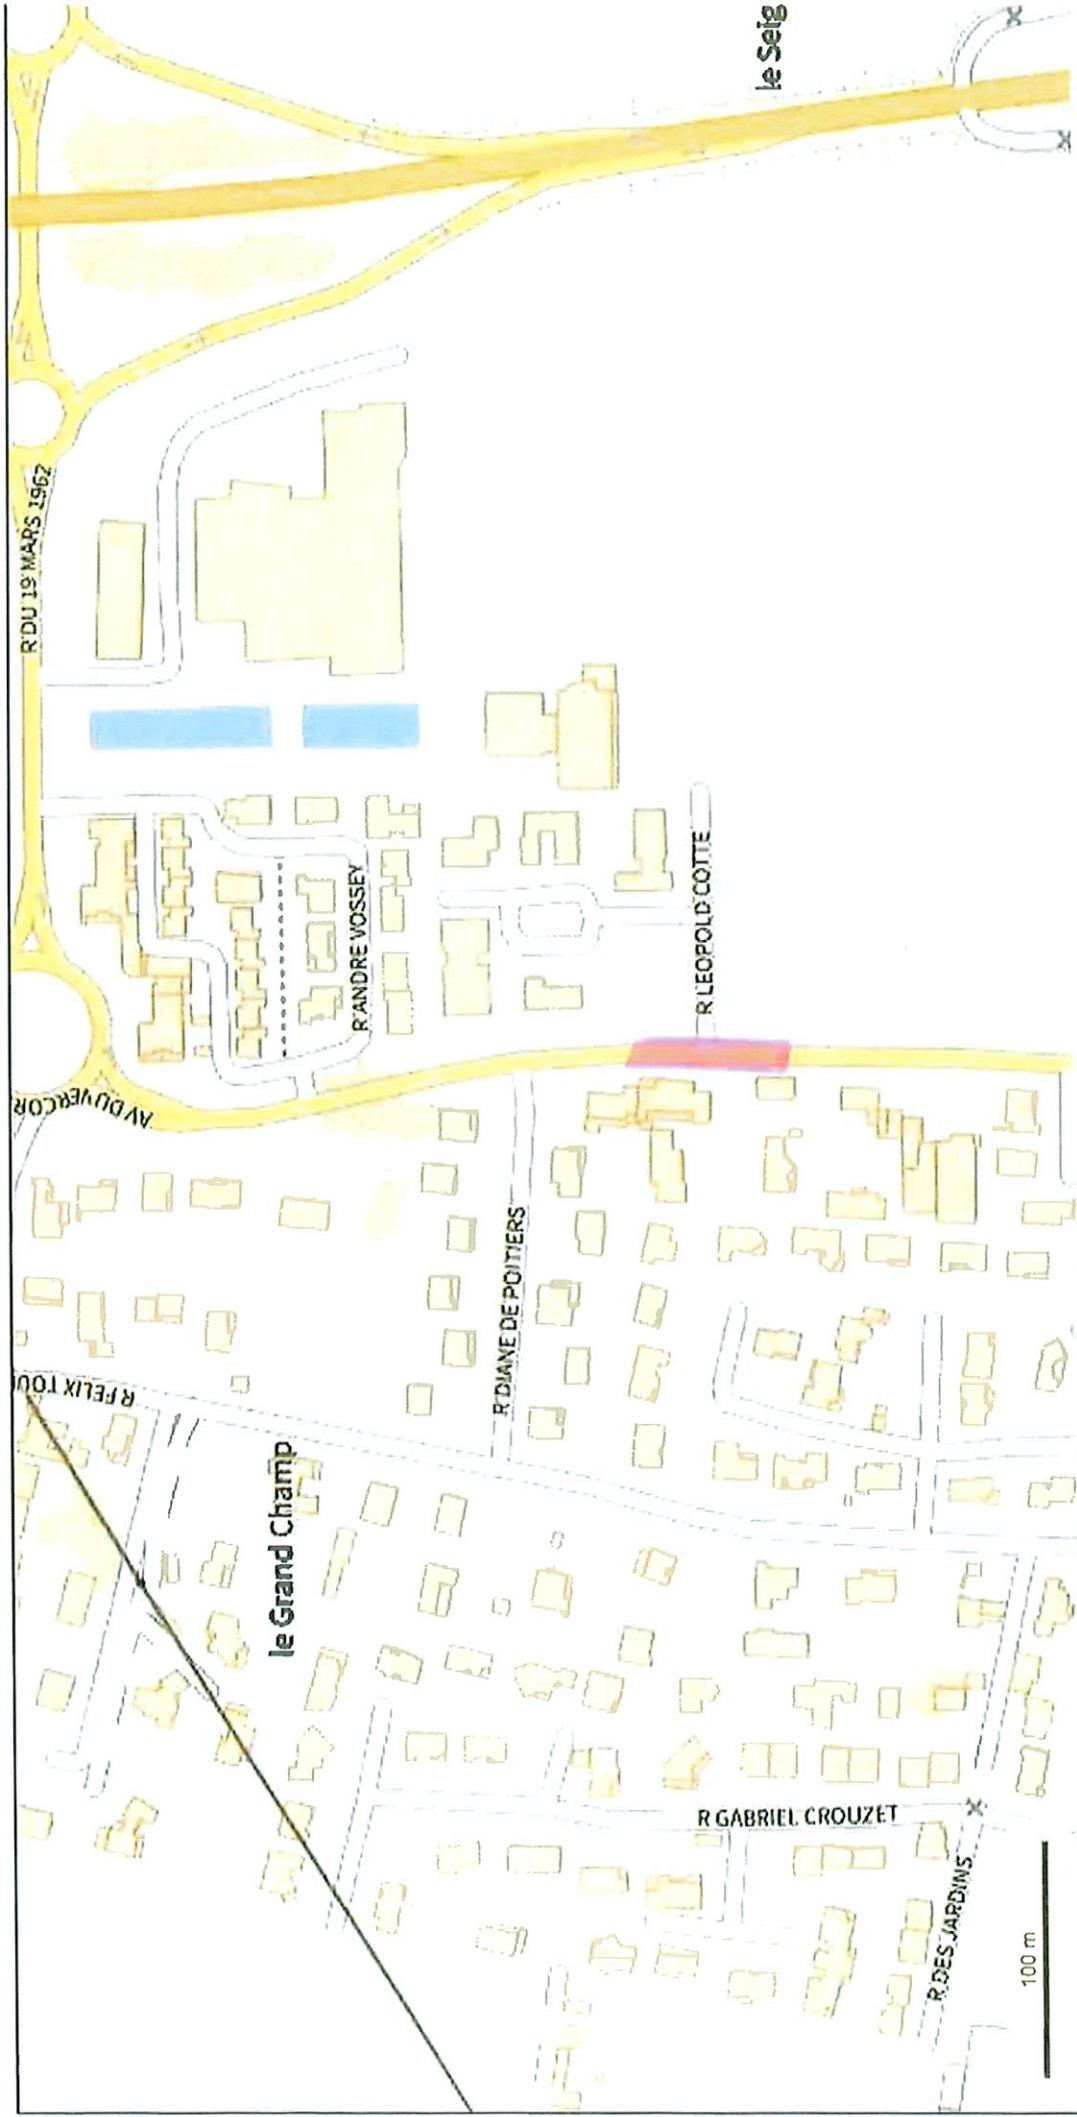 le Seig
R DU 19 MARS 1962
R ANDRE VOSSEY
R LEOPOLD COTTE
AV DU VERCOR
R DIANE DE POITIERS
R FELIX TOU
le Grand Champ
R GABRIEL CROUZET
R DES JARDINS
100 m